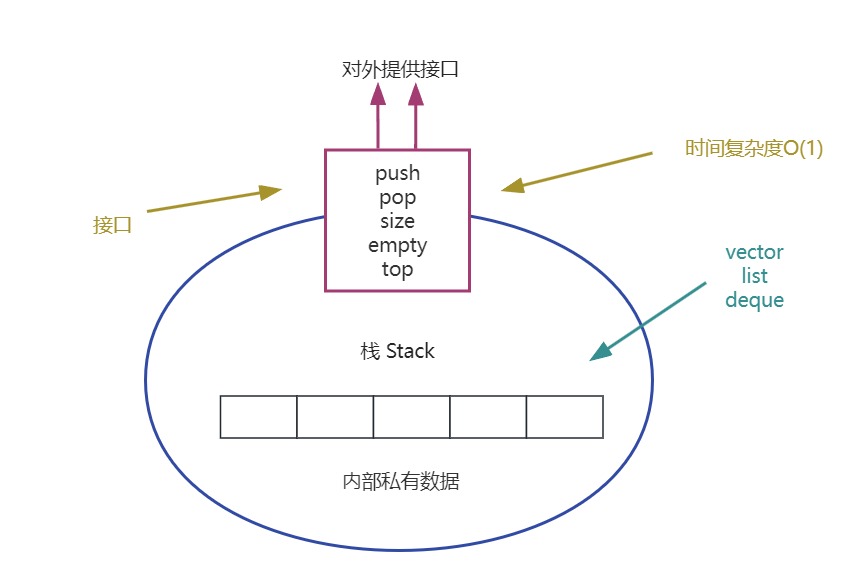 对外提供接口
时间复杂度O(1)
push
pop
size
empty
top
接口
vector
list
deque
栈 Stack
内部私有数据